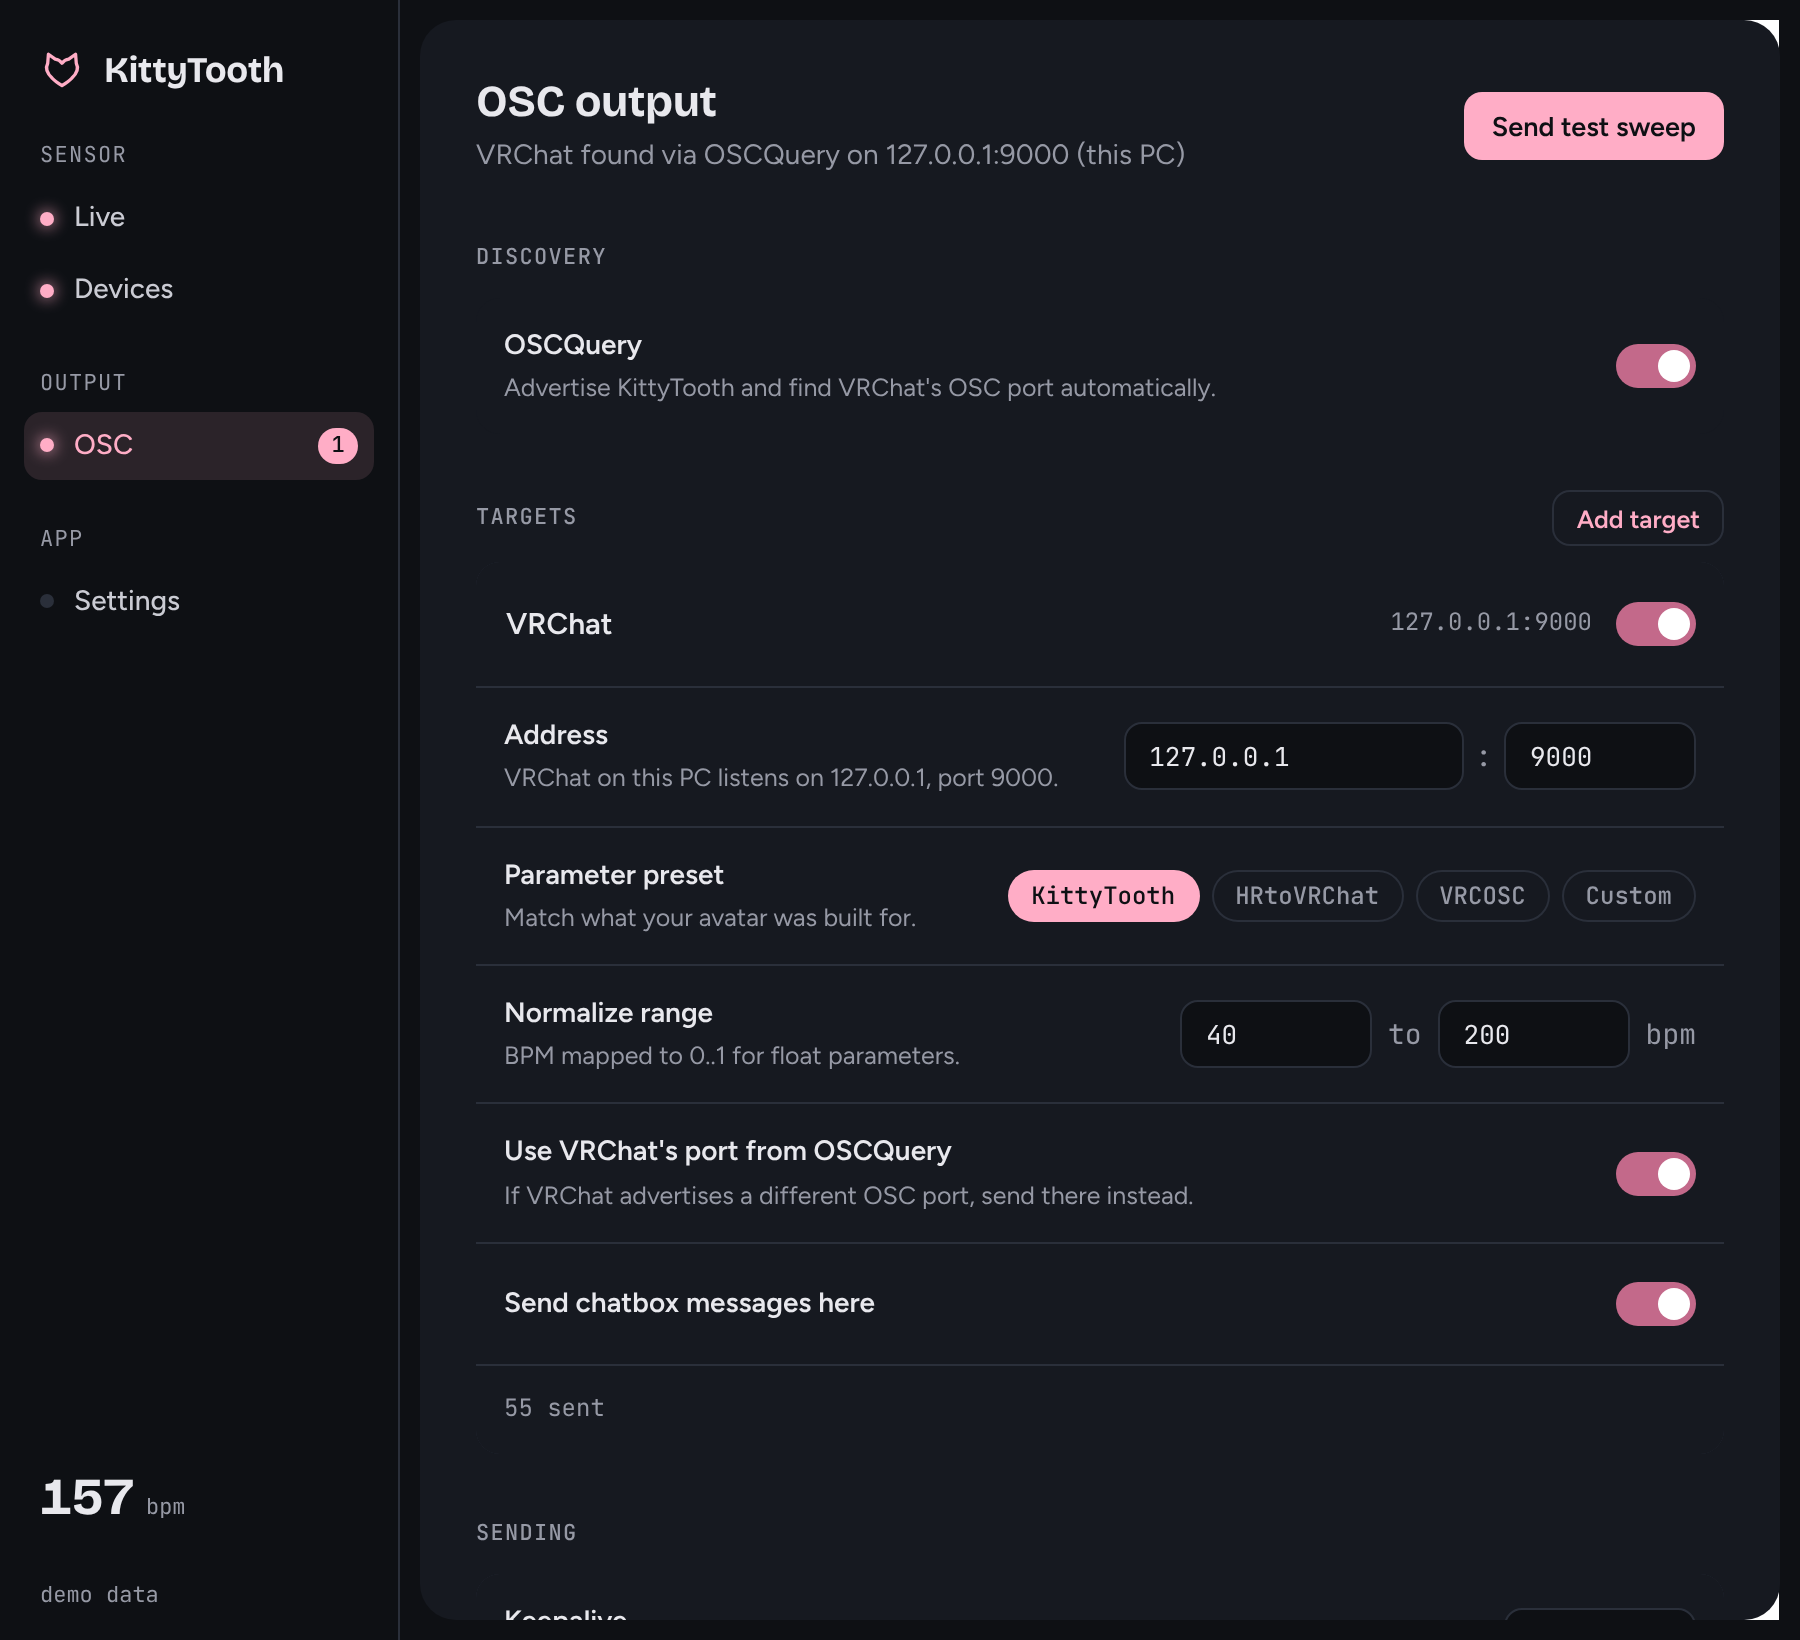 KittyTooth
SENSOR
Live
Devices
OUTPUT
OSC
1
APP
Settings
157 bpm
demo data
OSC output
VRChat found via OSCQuery on 127.0.0.1:9000 (this PC)
Send test sweep
DISCOVERY
OSCQuery
Advertise KittyTooth and find VRChat's OSC port automatically.
TARGETS
Add target
VRChat
127.0.0.1:9000
Address
VRChat on this PC listens on 127.0.0.1, port 9000.
127.0.0.1 : 9000
Parameter preset
Match what your avatar was built for.
KittyTooth HRtoVRChat VRCOSC Custom
Normalize range
BPM mapped to 0..1 for float parameters.
40 to 200 bpm
Use VRChat's port from OSCQuery
If VRChat advertises a different OSC port, send there instead.
Send chatbox messages here
55 sent
SENDING
Keepalive